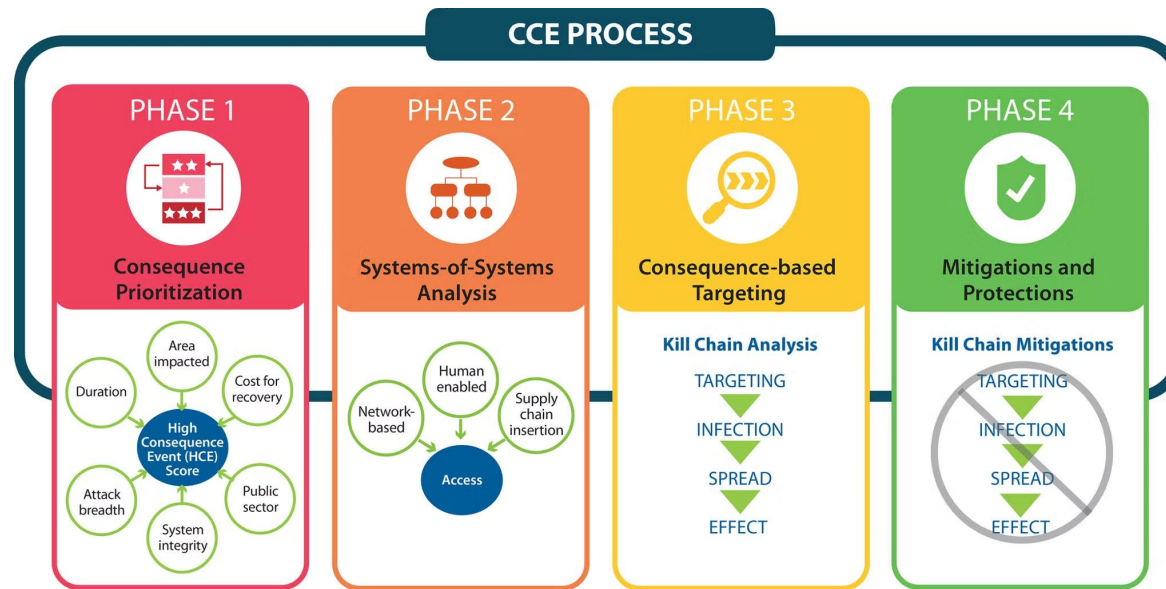 CCE PROCESS
PHASE 1
Consequence
Prioritization
Area
impacted
Duration
Cost for
recovery
High
Consequence
Event (HCE)
Score
Attack
breadth
Public
sector
System
integrity
PHASE 2
Systems-of-Systems
Analysis
Human
enabled
Network-
based
Supply
chain
insertion
Access
PHASE 3
Consequence-based
Targeting
Kill Chain Analysis
TARGETING
INFECTION
SPREAD
EFFECT
PHASE 4
Mitigations and
Protections
Kill Chain Mitigations
TARGETING
INFECTION
SPREAD
EFFECT